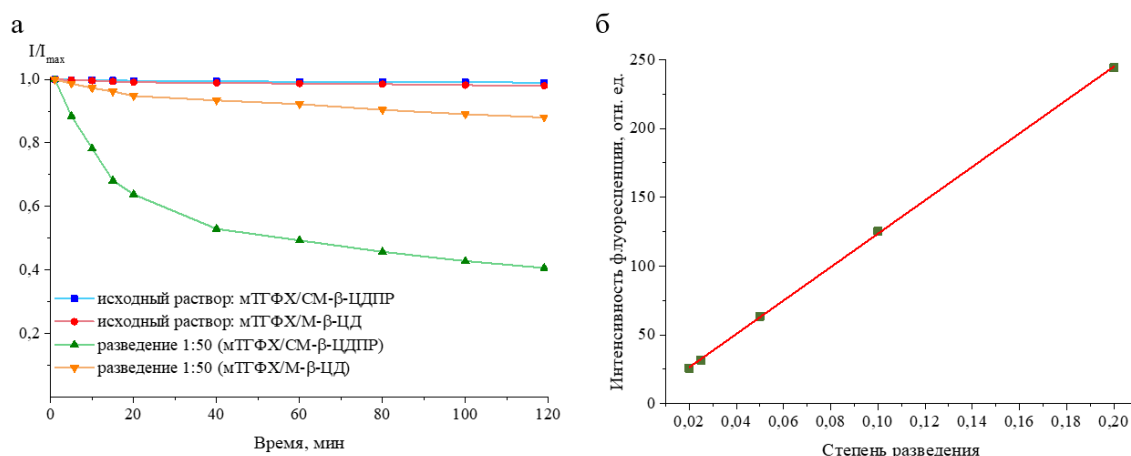 а
I/Imax
1,0
0,8
0,6
0,4
0,2
исходный раствор: мТГФХ/СМ-β-ЦДПР
исходный раствор: мТГФХ/М-β-ЦД
разведение 1:50 (мТГФХ/СМ-β-ЦДПР)
разведение 1:50 (мТГФХ/М-β-ЦД)
0 20 40 60 80 100 120
Время, мин
б
Интенсивность флуоресценции, отн. ед.
250
200
150
100
50
0
0,02 0,04 0,06 0,08 0,10 0,12 0,14 0,16 0,18 0,20
Степень разведения